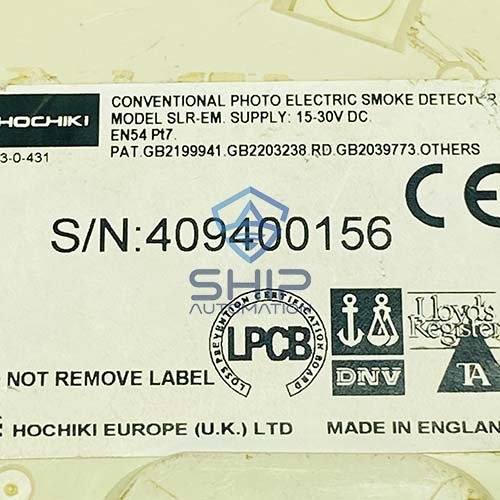 CONVENTIONAL PHOTO ELECTRIC SMOKE DETECTOR
HOCHIKI
MODEL SLR-EM. SUPPLY: 15-30V DC.
EN54 Pt7.
3-0-431
PAT.GB2199941.GB2203238.RD.GB2039773.OTHERS
CE
S/N:409400156
SHIP
AUTOMATION
LOSS PREVENTION CERTIFICATION BOARD
LPCB
DNV
Lloyd's
Register
TA
NOT REMOVE LABEL
HOCHIKI EUROPE (U.K.) LTD
MADE IN ENGLAND